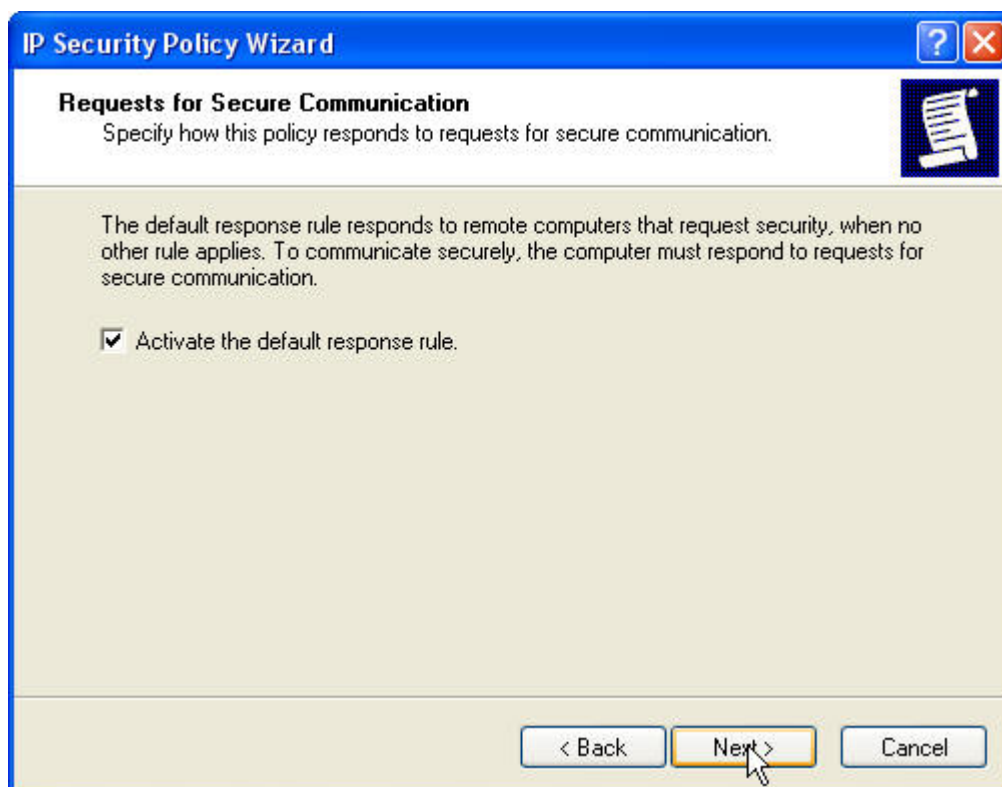 IP Security Policy Wizard
Requests for Secure Communication
Specify how this policy responds to requests for secure communication.
The default response rule responds to remote computers that request security, when no
other rule applies. To communicate securely, the computer must respond to requests for
secure communication.
Activate the default response rule.
< Back
Next >
Cancel